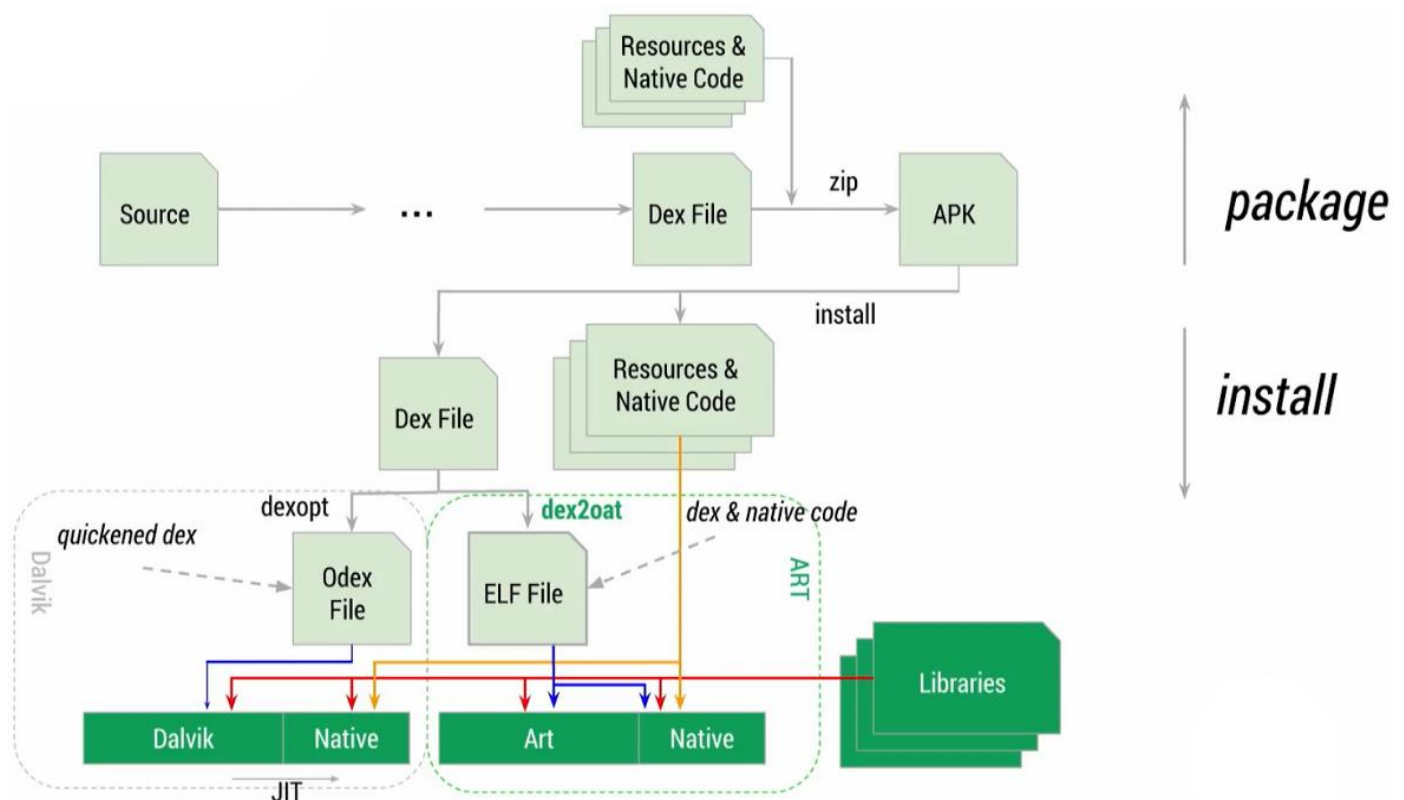 Resources &
Native Code
Source
...
Dex File
zip
APK
package
install
Dex File
Resources &
Native Code
install
dexopt
dex2oat
dex & native code
quickened dex
Dalvik
Odex
File
ELF File
ART
Libraries
Dalvik
Native
Art
Native
JIT